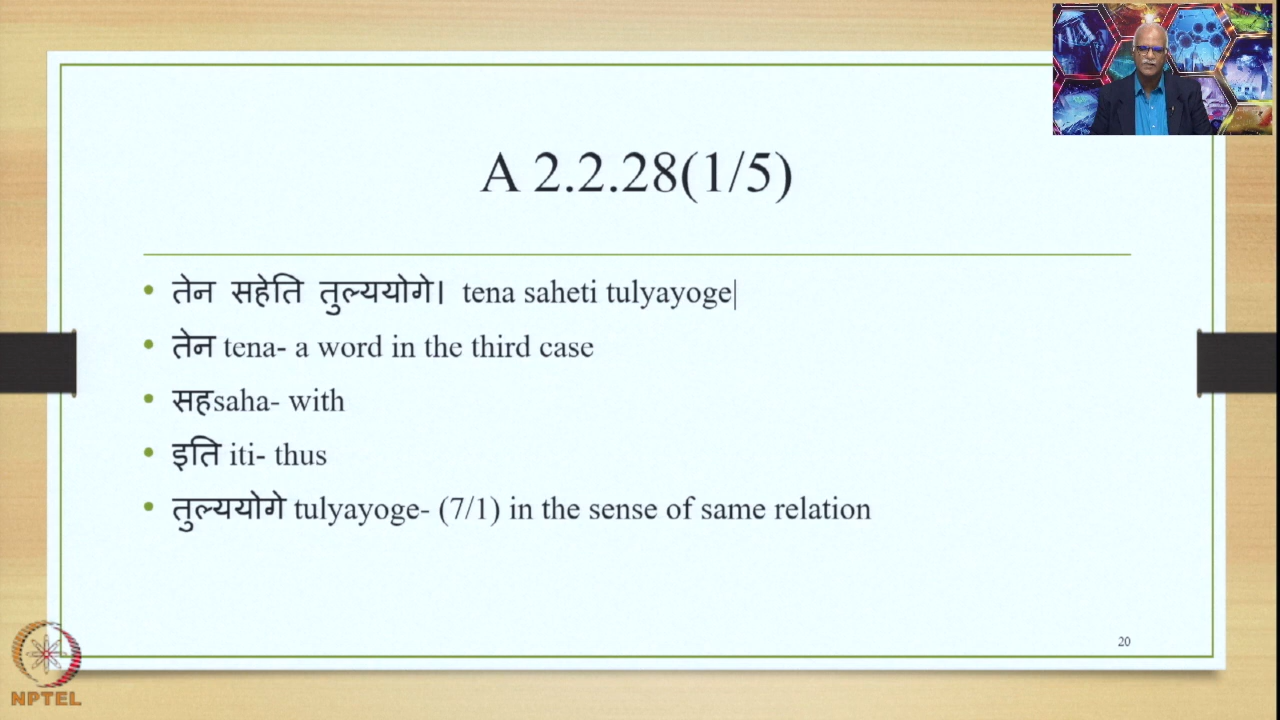 A 2.2.28(1/5)
• तेन सहेति तुल्ययोगे। tena saheti tulyayoge|
• तेन tena- a word in the third case
• सहsaha- with
• इति iti- thus
• तुल्ययोगे tulyayoge- (7/1) in the sense of same relation
20
NPTEL